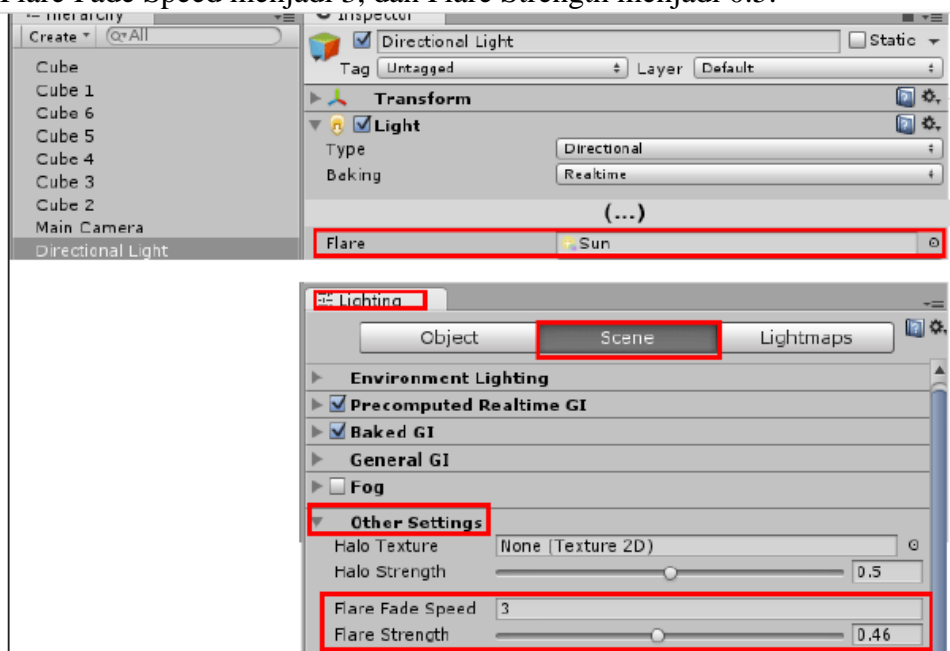 Flare Fade Speed menjadi 3, dan Flare Strength menjadi 0.5.
Hierarchy
Create
All
Cube
Cube 1
Cube 6
Cube 5
Cube 4
Cube 3
Cube 2
Main Camera
Directional Light
Inspector
Directional Light
Static
Tag Untagged Layer Default
Transform
Light
Type Directional
Baking Realtime
(...)
Flare Sun
Lighting
Object Scene Lightmaps
Environment Lighting
Precomputed Realtime GI
Baked GI
General GI
Fog
Other Settings
Halo Texture None (Texture 2D)
Halo Strength 0.5
Flare Fade Speed 3
Flare Strength 0.46